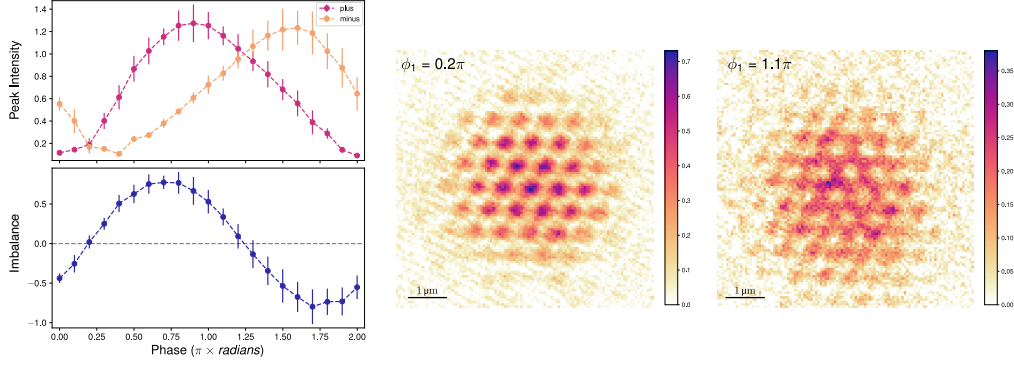 Peak Intensity
1.4
1.2
1.0
0.8
0.6
0.4
0.2
plus
minus
Imbalance
0.5
0.0
−0.5
−1.0
0.00 0.25 0.50 0.75 1.00 1.25 1.50 1.75 2.00
Phase (π × radians)
ϕ₁ = 0.2π
1 μm
0.7
0.6
0.5
0.4
0.3
0.2
0.1
0.0
ϕ₁ = 1.1π
1 μm
0.35
0.30
0.25
0.20
0.15
0.10
0.05
0.00